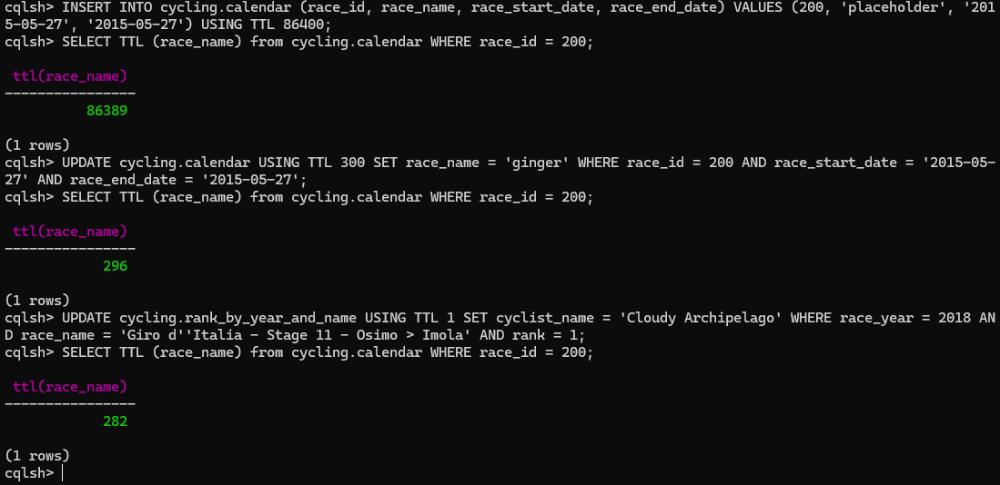 cqlsh> INSERT INTO cycling.calendar (race_id, race_name, race_start_date, race_end_date) VALUES (200, 'placeholder', '201
5-05-27', '2015-05-27') USING TTL 86400;
cqlsh> SELECT TTL (race_name) from cycling.calendar WHERE race_id = 200;
ttl(race_name)
----------------
86389
(1 rows)
cqlsh> UPDATE cycling.calendar USING TTL 300 SET race_name = 'ginger' WHERE race_id = 200 AND race_start_date = '2015-05-
27' AND race_end_date = '2015-05-27';
cqlsh> SELECT TTL (race_name) from cycling.calendar WHERE race_id = 200;
ttl(race_name)
----------------
296
(1 rows)
cqlsh> UPDATE cycling.rank_by_year_and_name USING TTL 1 SET cyclist_name = 'Cloudy Archipelago' WHERE race_year = 2018 AN
D race_name = 'Giro d''Italia - Stage 11 - Osimo > Imola' AND rank = 1;
cqlsh> SELECT TTL (race_name) from cycling.calendar WHERE race_id = 200;
ttl(race_name)
----------------
282
(1 rows)
cqlsh>